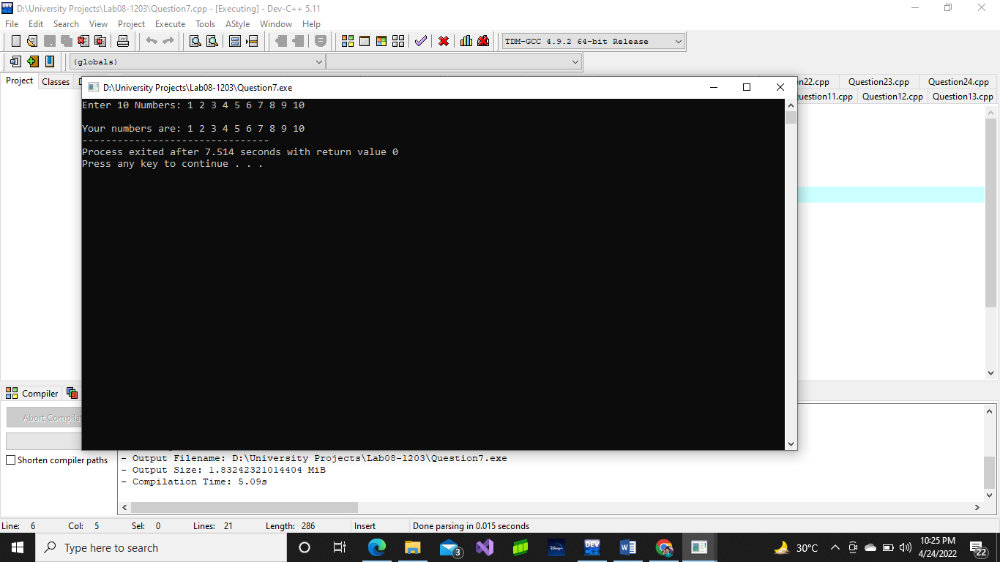 D:\University Projects\Lab08-1203\Question7.cpp - [Executing] - Dev-C++ 5.11
File Edit Search View Project Execute Tools AStyle Window Help
TDM-GCC 4.9.2 64-bit Release
(globals)
Project Classes
22.cpp Question23.cpp Question24.cpp
Question11.cpp Question12.cpp Question13.cpp
D:\University Projects\Lab08-1203\Question7.exe
Enter 10 Numbers: 1 2 3 4 5 6 7 8 9 10
Your numbers are: 1 2 3 4 5 6 7 8 9 10
--------------------------------
Process exited after 7.514 seconds with return value 0
Press any key to continue . . .
Compiler
Abort Compilat
Shorten compiler paths
- Output Filename: D:\University Projects\Lab08-1203\Question7.exe
- Output Size: 1.83242321014404 MiB
- Compilation Time: 5.09s
Line: 6 Col: 5 Sel: 0 Lines: 21 Length: 286 Insert Done parsing in 0.015 seconds
Type here to search
3
DEV
Disney+
30°C
10:25 PM
4/24/2022
22